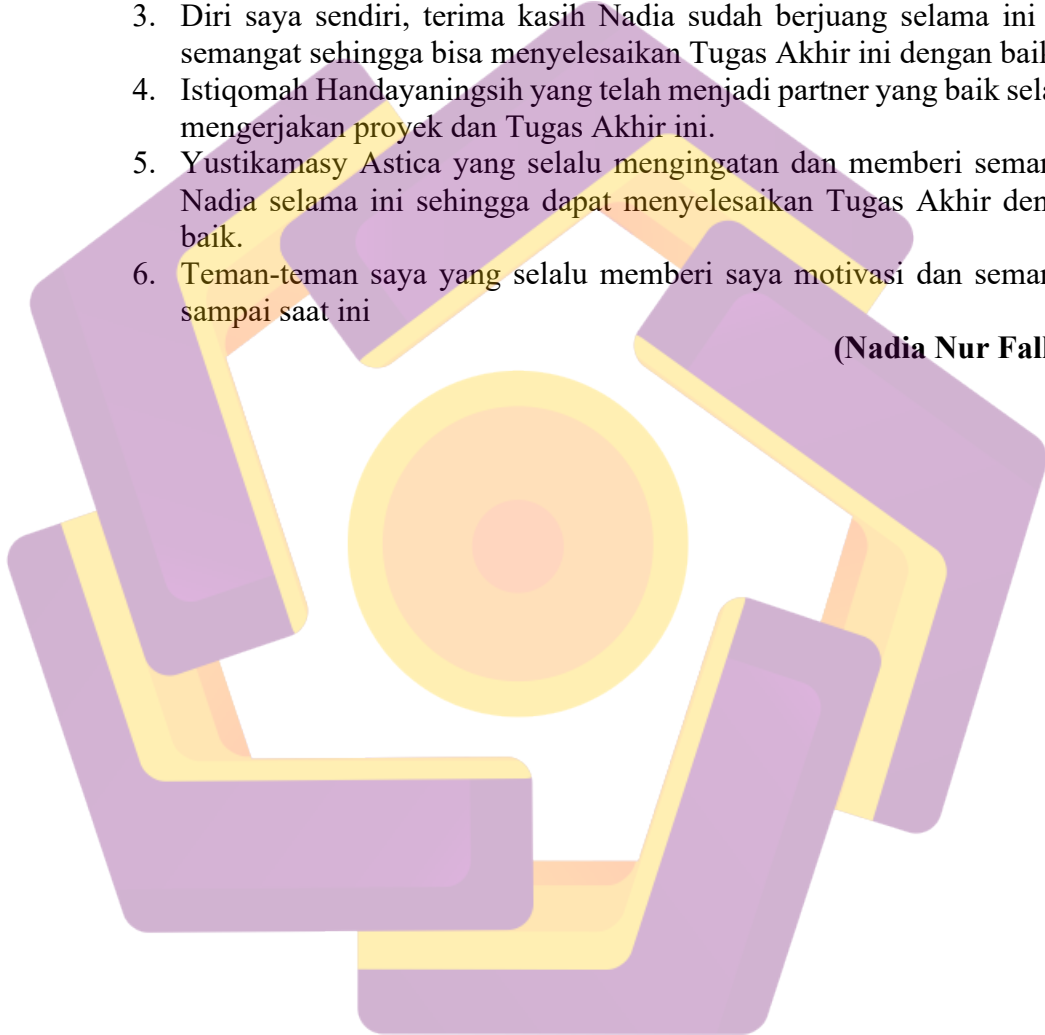 3. Diri saya sendiri, terima kasih Nadia sudah berjuang selama ini
semangat sehingga bisa menyelesaikan Tugas Akhir ini dengan baik
4. Istiqomah Handayaningsih yang telah menjadi partner yang baik
mengerjakan proyek dan Tugas Akhir ini.
5. Yustikamasy Astica yang selalu mengingatan dan memberi
Nadia selama ini sehingga dapat menyelesaikan Tugas Akhir
baik.
6. Teman-teman saya yang selalu memberi saya motivasi dan
sampai saat ini
(Nadia Nur